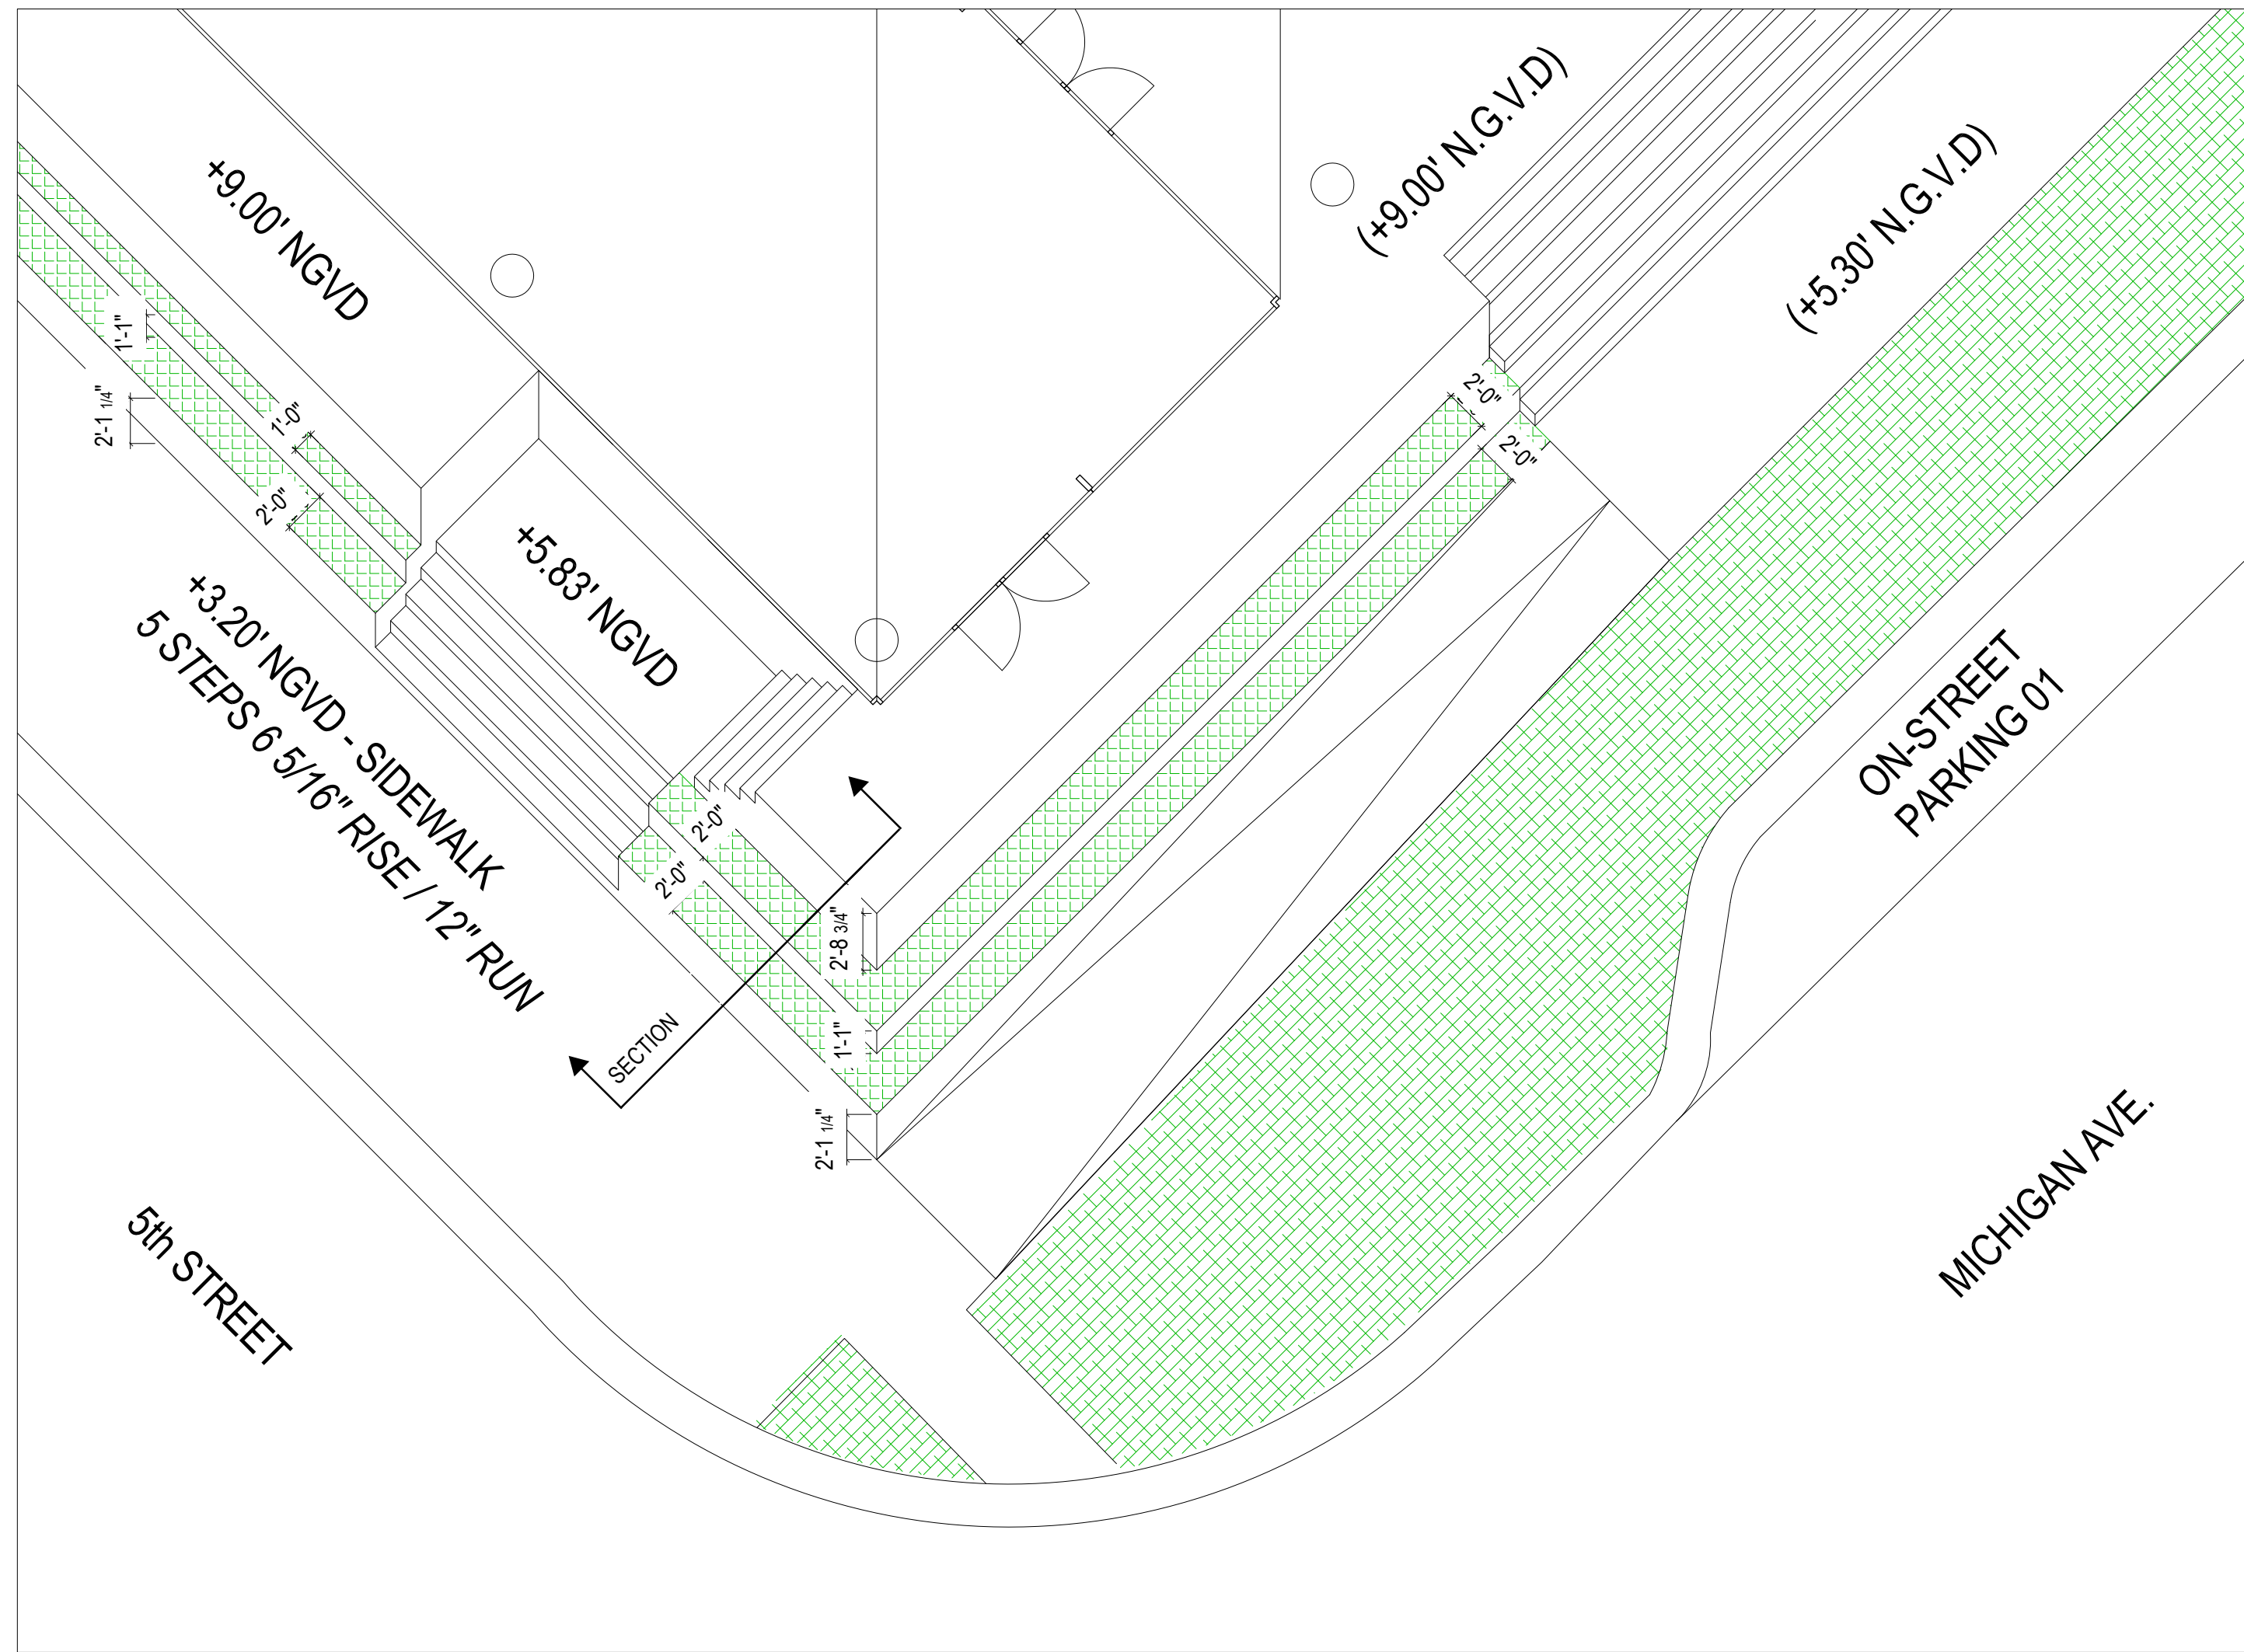 +9.00' NGVD
(+9.00' N.G.V.D)
(+5.30' N.G.V.D)
1'-1"
2'-1 1/4"
1'-0"
2'-0"
2'-0"
2'-0"
+5.83' NGVD
+3.20' NGVD - SIDEWALK
5 STEPS 6 5/16" RISE / 12" RUN
2'-0"
2'-0"
2'-8 3/4"
1'-1"
2'-1 1/4"
SECTION
ON-STREET
PARKING 01
5th STREET
MICHIGAN AVE.